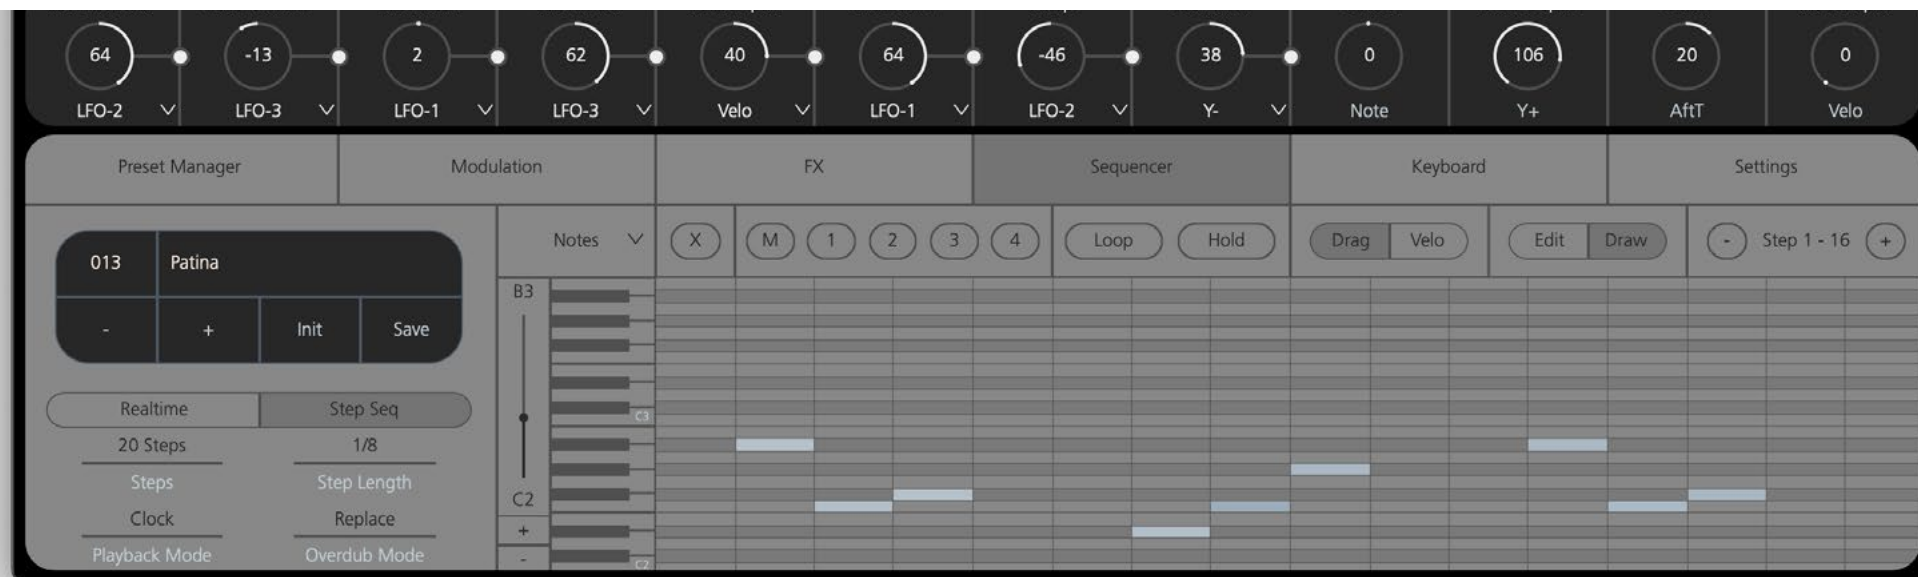 64 -13 2 62 40 64 -46 38 0 106 20 0
LFO-2 LFO-3 LFO-1 LFO-3 Velo LFO-1 LFO-2 Y- Note Y+ AftT Velo
Preset Manager Modulation FX Sequencer Keyboard Settings
Notes X M 1 2 3 4 Loop Hold Drag Velo Edit Draw - Step 1 - 16 +
013 Patina
- + Init Save
B3
C3
C2
+
-
C2
Realtime Step Seq
20 Steps 1/8
Steps Step Length
Clock Replace
Playback Mode Overdub Mode